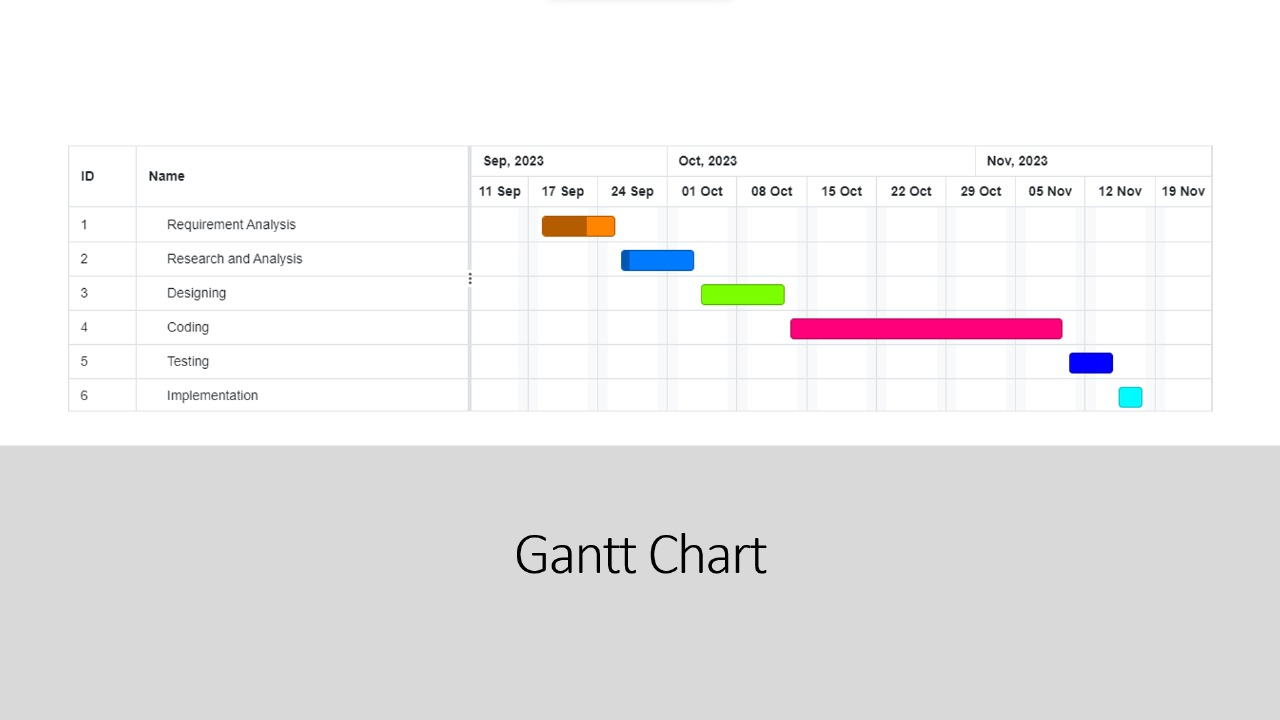 ID Name Sep, 2023 Oct, 2023 Nov, 2023
11 Sep 17 Sep 24 Sep 01 Oct 08 Oct 15 Oct 22 Oct 29 Oct 05 Nov 12 Nov 19 Nov
1 Requirement Analysis
2 Research and Analysis
3 Designing
4 Coding
5 Testing
6 Implementation
Gantt Chart